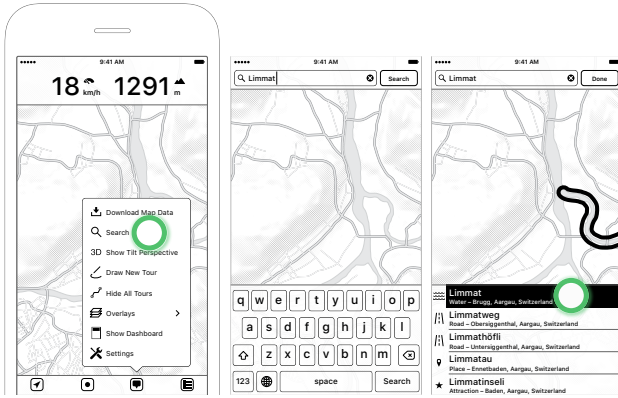 9:41 AM
18 km/h 1291 m
Download Map Data
Search
3D Show Tilt Perspective
Draw New Tour
Hide All Tours
Overlays
Show Dashboard
Settings
9:41 AM
Limmat Search
q w e r t y u i o p
a s d f g h j k l
z x c v b n m
123 space Search
9:41 AM
Limmat Done
Limmat
Water – Brugg, Aargau, Switzerland
Limmatweg
Road – Obersiggenthal, Aargau, Switzerland
Limmathöfli
Road – Untersiggenthal, Aargau, Switzerland
Limmatau
Place – Ennetbaden, Aargau, Switzerland
Limmatinseli
Attraction – Baden, Aargau, Switzerland